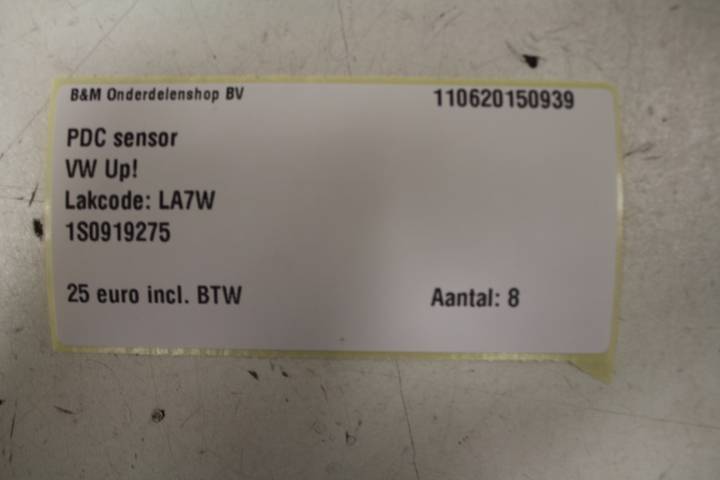 B&M Onderdelenshop BV 110620150939
PDC sensor
VW Up!
Lakcode: LA7W
1S0919275
25 euro incl. BTW Aantal: 8